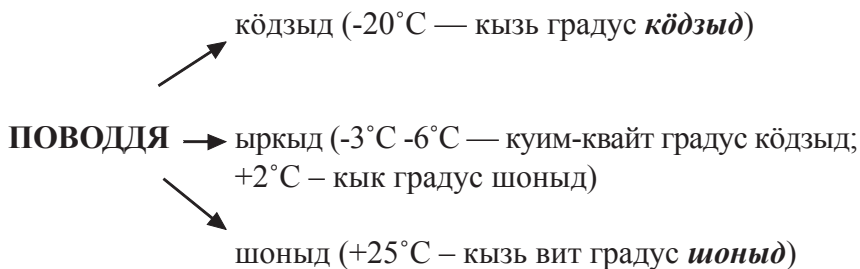 кӧдзыд (-20˚С — кызь градус кӧдзыд)
ПОВОДДЯ
ыркыд (-3˚С -6˚С — куим-квайт градус кӧдзыд;
+2˚С – кык градус шоныд)
шоныд (+25˚С – кызь вит градус шоныд)